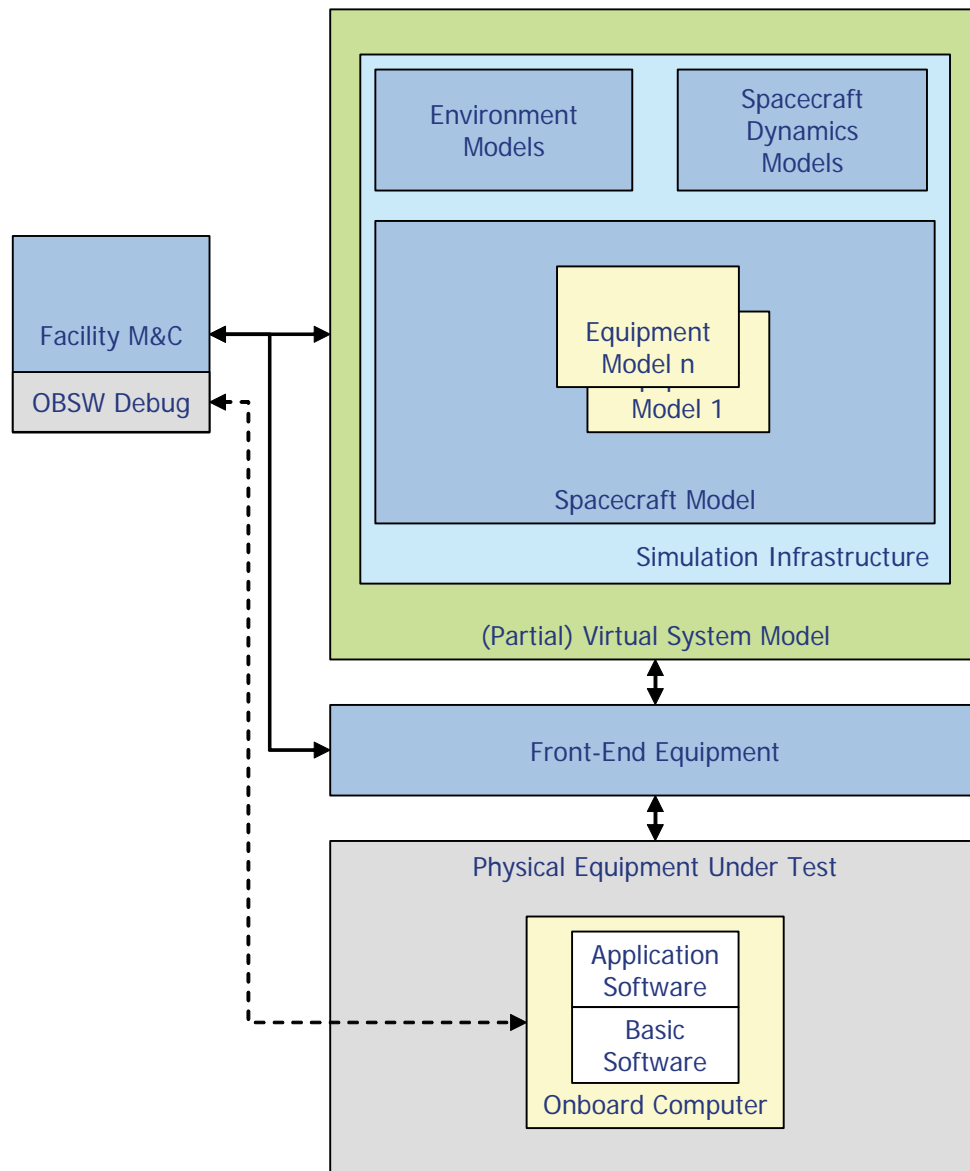 Environment
Models
Spacecraft
Dynamics
Models
Facility M&C
OBSW Debug
Equipment
Model n
Model 1
Spacecraft Model
Simulation Infrastructure
(Partial) Virtual System Model
Front-End Equipment
Physical Equipment Under Test
Application
Software
Basic
Software
Onboard Computer